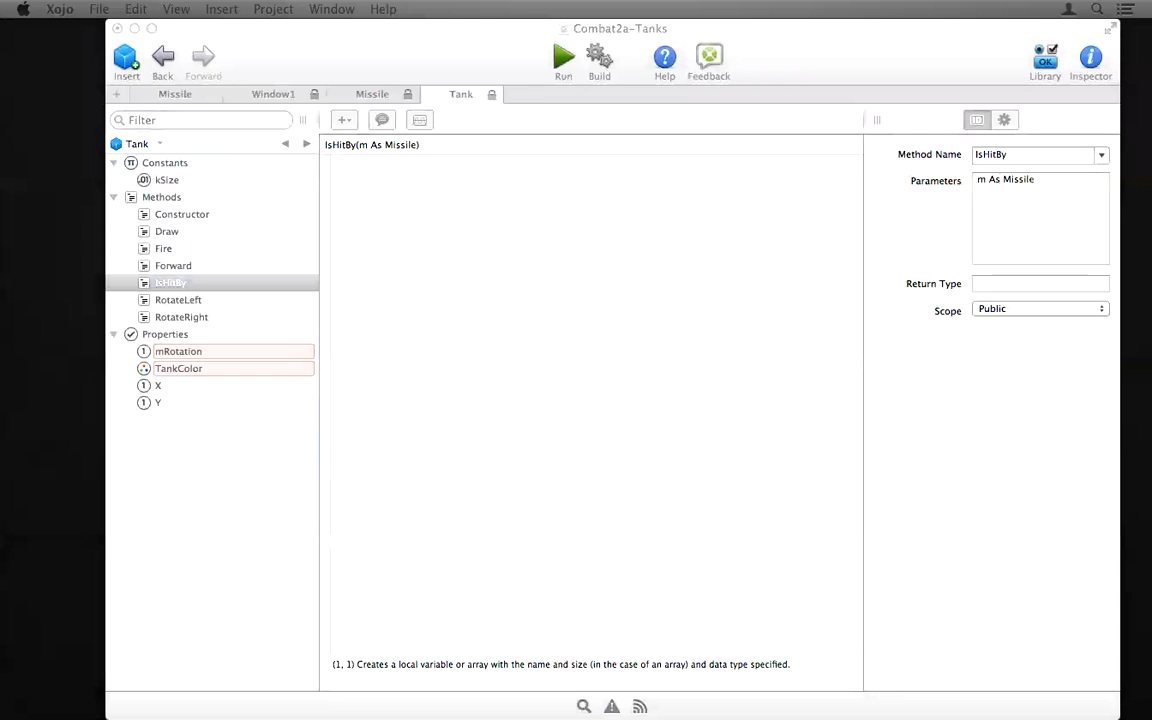 Xojo File Edit View Insert Project Window Help
Combat2a-Tanks
Insert Back Forward Run Build Help Feedback Library Inspector
Missile Window1 Missile Tank
Filter
Tank
IsHitBy(m As Missile)
Constants
kSize
Methods
Constructor
Draw
Fire
Forward
IsHitBy
RotateLeft
RotateRight
Properties
mRotation
TankColor
X
Y
Method Name IsHitBy
Parameters m As Missile
Return Type
Scope Public
(1, 1) Creates a local variable or array with the name and size (in the case of an array) and data type specified.